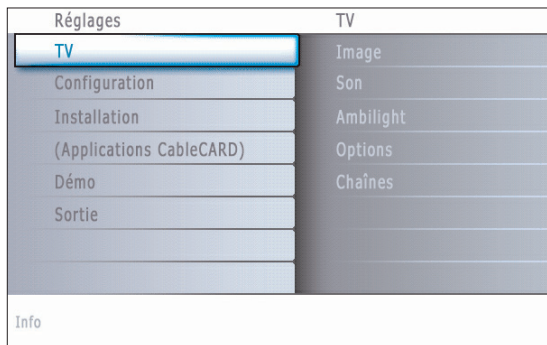 Réglages
TV
Configuration
Installation
(Applications CableCARD)
Démo
Sortie
TV
Image
Son
Ambilight
Options
Chaînes
Info